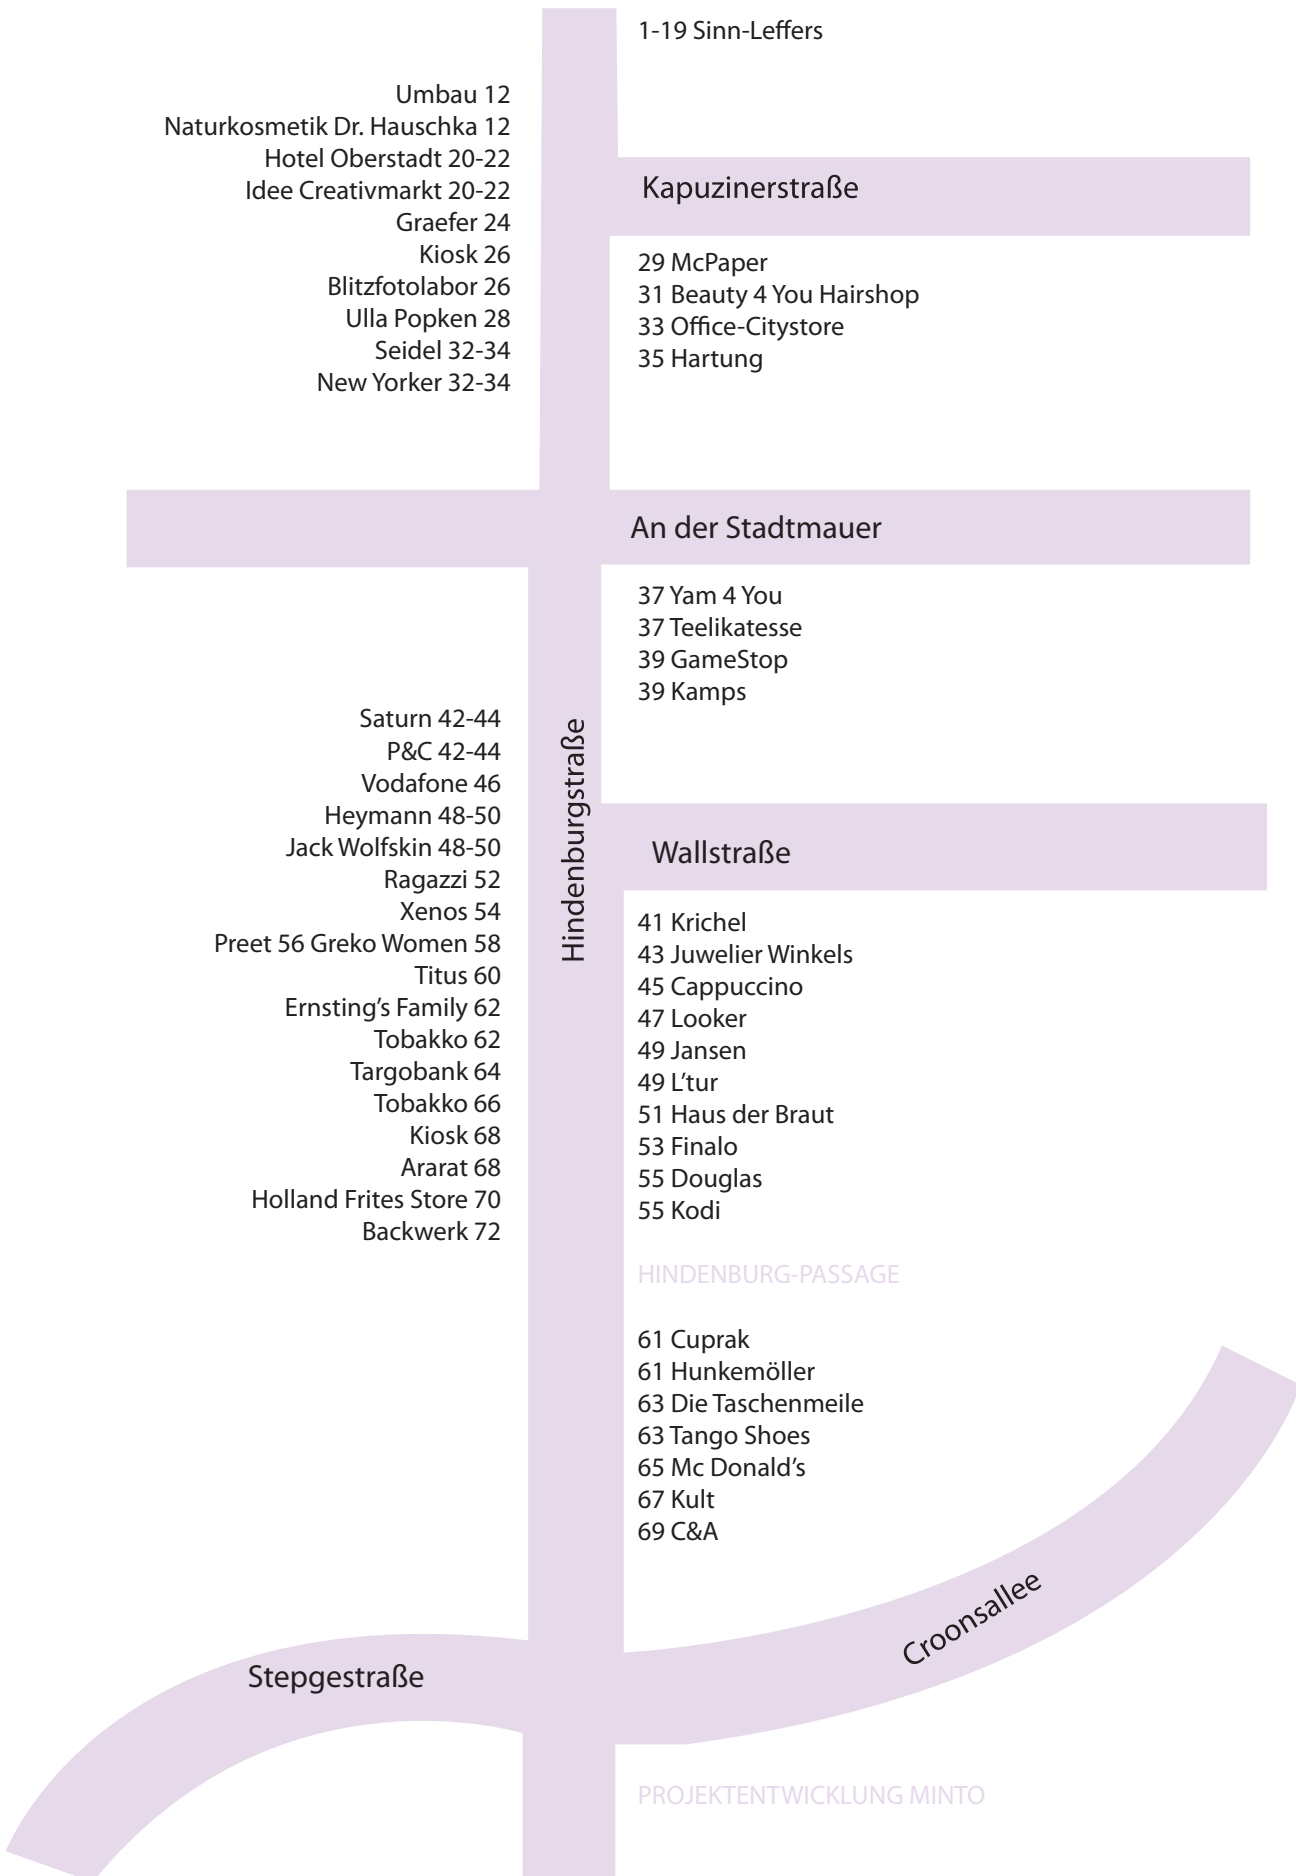 1-19 Sinn-Leffers
Umbau 12
Naturkosmetik Dr. Hauschka 12
Hotel Oberstadt 20-22
Idee Creativmarkt 20-22
Graefer 24
Kiosk 26
Blitzfotolabor 26
Ulla Popken 28
Seidel 32-34
New Yorker 32-34
Kapuzinerstraße
29 McPaper
31 Beauty 4 You Hairshop
33 Office-Citystore
35 Hartung
An der Stadtmauer
37 Yam 4 You
37 Teelikatesse
39 GameStop
39 Kamps
Hindenburgstraße
Saturn 42-44
P&C 42-44
Vodafone 46
Heymann 48-50
Jack Wolfskin 48-50
Ragazzi 52
Xenos 54
Preet 56 Greko Women 58
Titus 60
Ernsting’s Family 62
Tobakko 62
Targobank 64
Tobakko 66
Kiosk 68
Ararat 68
Holland Frites Store 70
Backwerk 72
Wallstraße
41 Krichel
43 Juwelier Winkels
45 Cappuccino
47 Looker
49 Jansen
49 L’tur
51 Haus der Braut
53 Finalo
55 Douglas
55 Kodi
HINDENBURG-PASSAGE
61 Cuprak
61 Hunkemöller
63 Die Taschenmeile
63 Tango Shoes
65 Mc Donald’s
67 Kult
69 C&A
Croonsallee
Stepgestraße
PROJEKTENTWICKLUNG MINTO